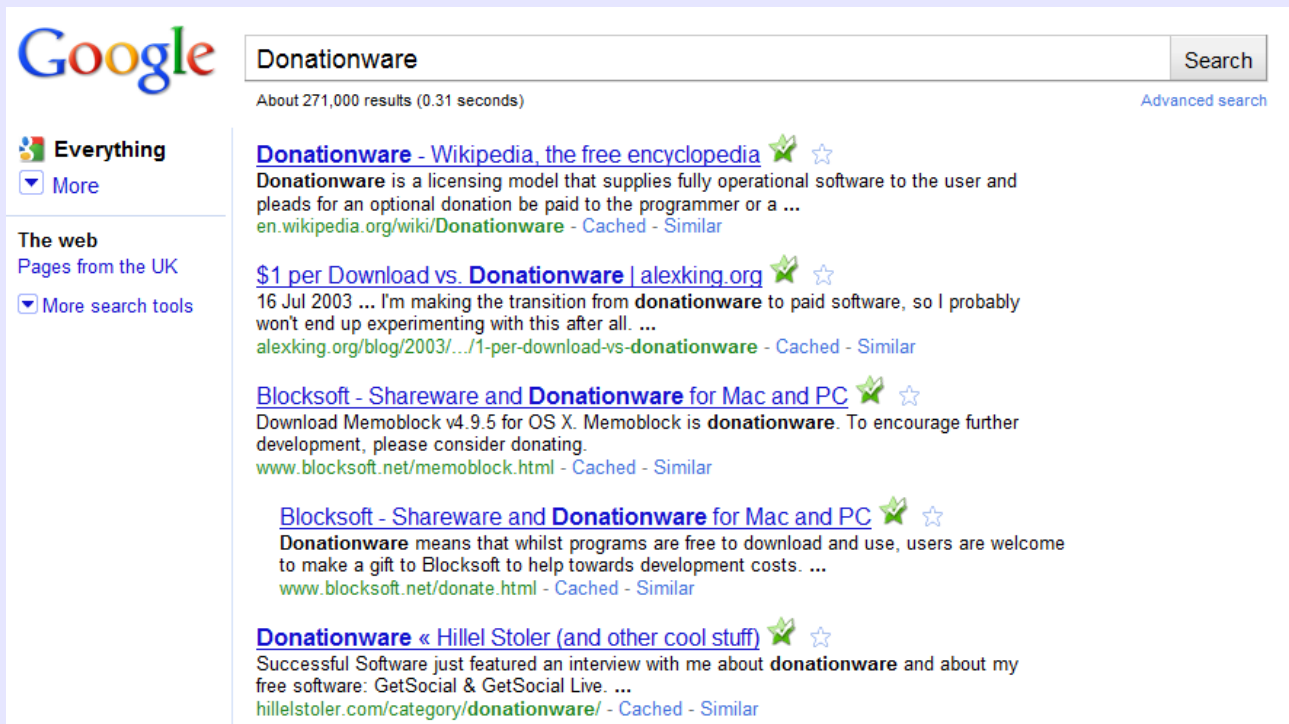 Google
Donationware
Search
About 271,000 results (0.31 seconds)
Advanced search
Everything
More
The web
Pages from the UK
More search tools
Donationware - Wikipedia, the free encyclopedia
Donationware is a licensing model that supplies fully operational software to the user and
pleads for an optional donation be paid to the programmer or a ...
en.wikipedia.org/wiki/Donationware - Cached - Similar
$1 per Download vs. Donationware | alexking.org
16 Jul 2003 ... I'm making the transition from donationware to paid software, so I probably
won't end up experimenting with this after all. ...
alexking.org/blog/2003/.../1-per-download-vs-donationware - Cached - Similar
Blocksoft - Shareware and Donationware for Mac and PC
Download Memoblock v4.9.5 for OS X. Memoblock is donationware. To encourage further
development, please consider donating.
www.blocksoft.net/memoblock.html - Cached - Similar
Blocksoft - Shareware and Donationware for Mac and PC
Donationware means that whilst programs are free to download and use, users are welcome
to make a gift to Blocksoft to help towards development costs. ...
www.blocksoft.net/donate.html - Cached - Similar
Donationware « Hillel Stoler (and other cool stuff)
Successful Software just featured an interview with me about donationware and about my
free software: GetSocial & GetSocial Live. ...
hillelstoler.com/category/donationware/ - Cached - Similar